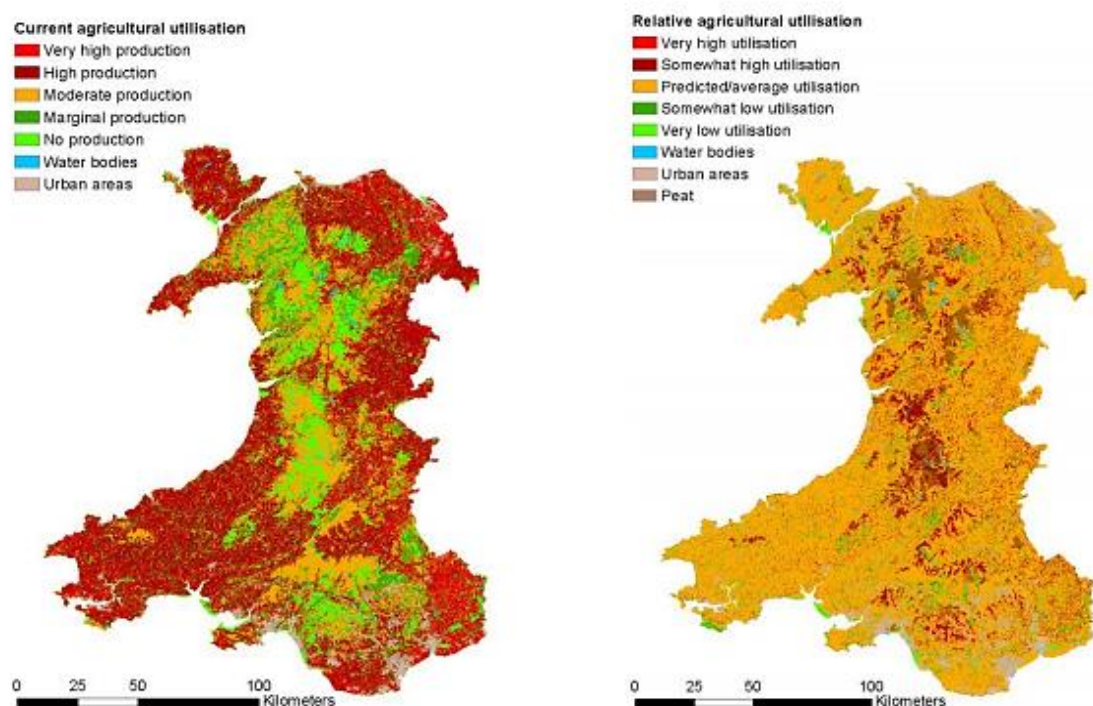 Current agricultural utilisation
Very high production
High production
Moderate production
Marginal production
No production
Water bodies
Urban areas
0 25 50 100
Kilometers
Relative agricultural utilisation
Very high utilisation
Somewhat high utilisation
Predicted/average utilisation
Somewhat low utilisation
Very low utilisation
Water bodies
Urban areas
Peat
0 25 50 100
Kilometers